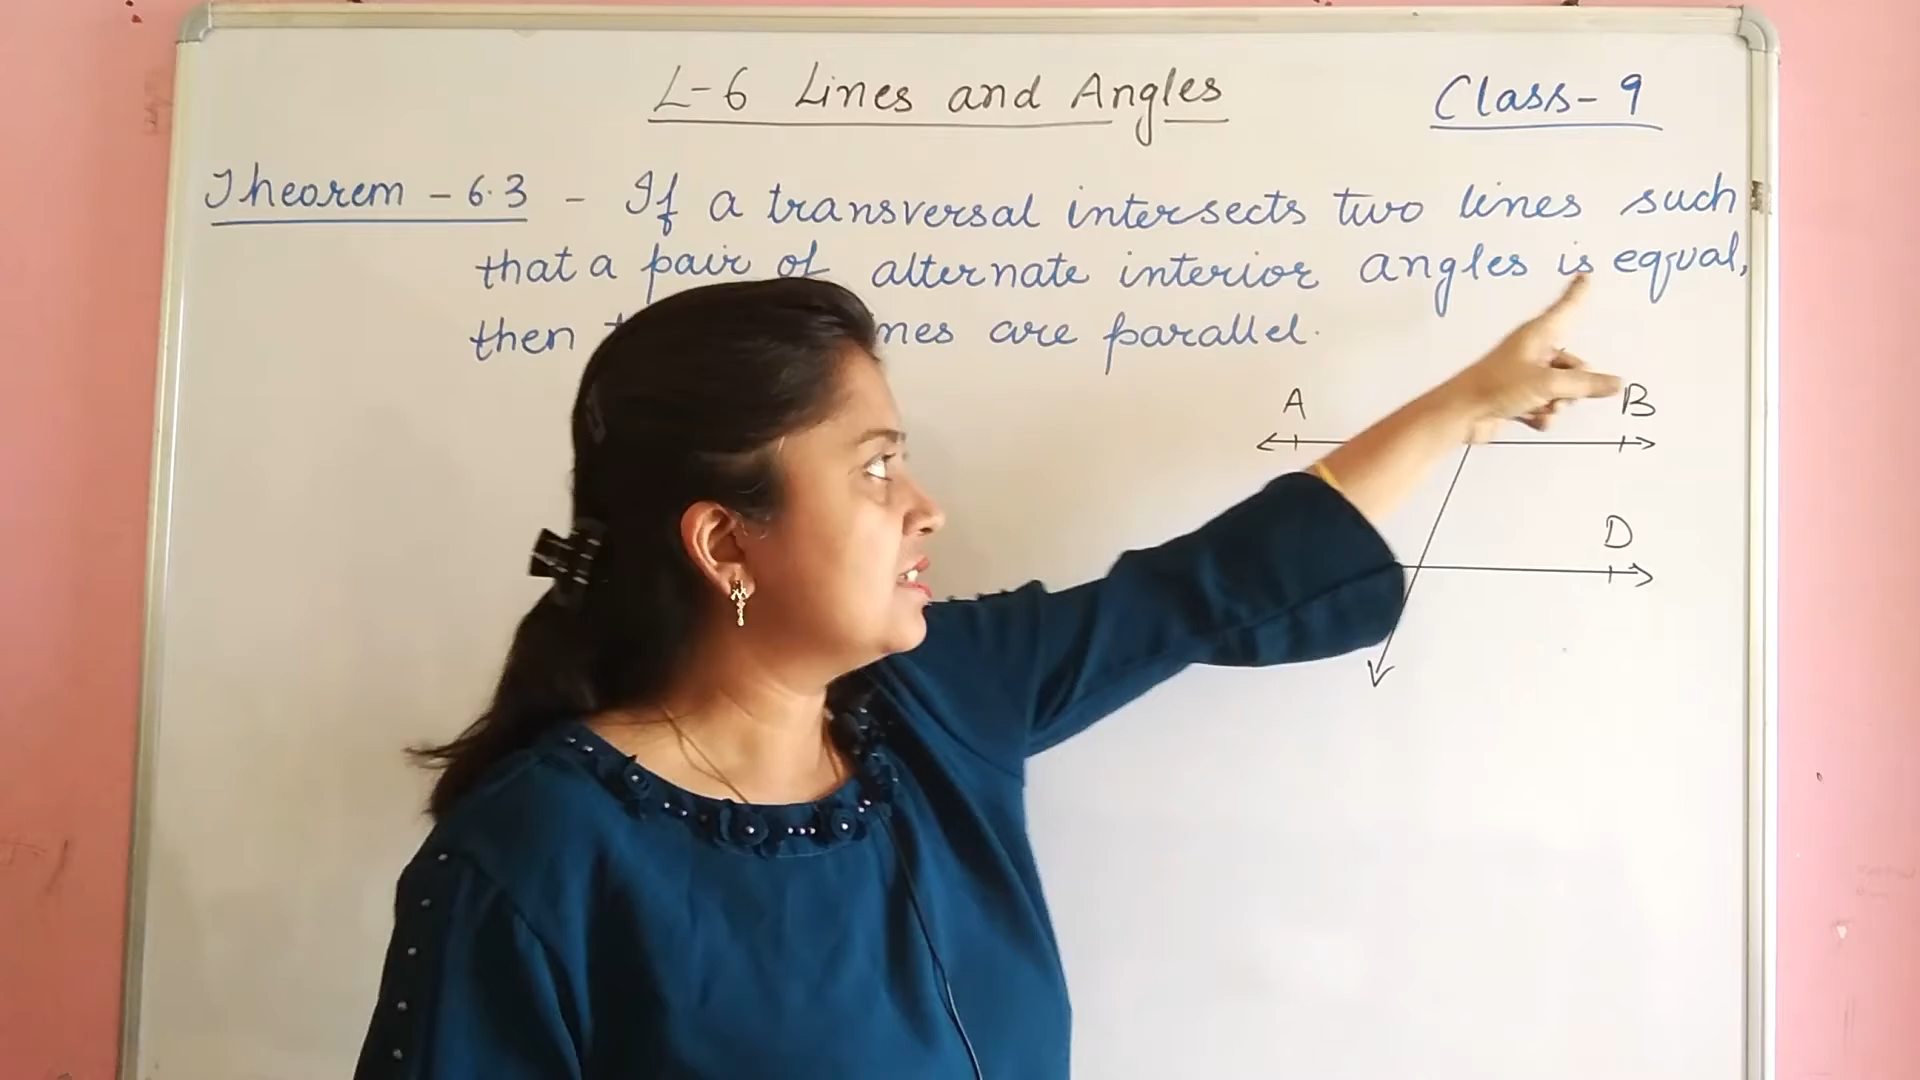 L-6 Lines and Angles
Class-9
Theorem - 6.3 - If a transversal intersects two lines such
that a pair of alternate interior angles is equal,
then are parallel.
A
B
D